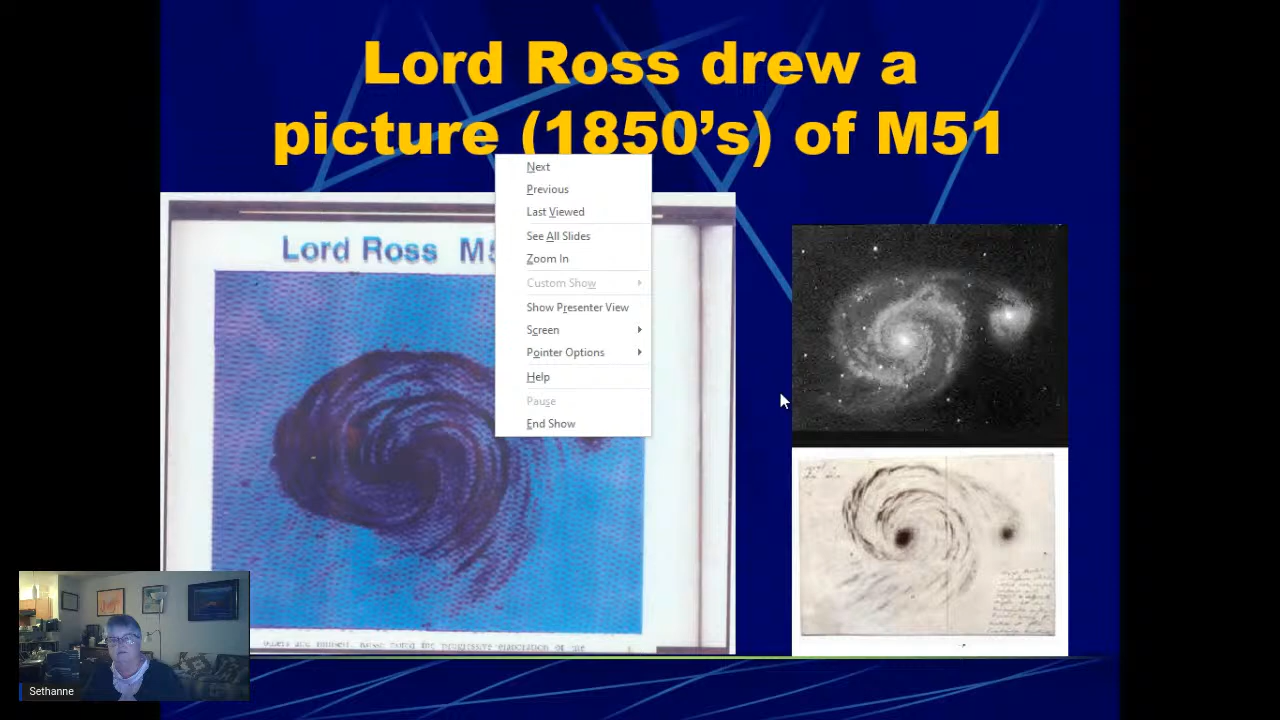 Lord Ross drew a
picture (1850’s) of M51
Next
Previous
Last Viewed
See All Slides
Zoom In
Custom Show
Show Presenter View
Screen
Pointer Options
Help
Pause
End Show
Lord Ross M5
Sethanne